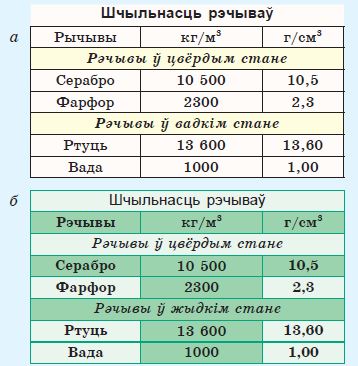 Шчыльнасць рэчываў
а
Рычывы кг/м³ г/см³
Рэчывы ў цвёрдым стане
Серабро 10 500 10,5
Фарфор 2300 2,3
Рэчывы ў вадкім стане
Ртуць 13 600 13,60
Вада 1000 1,00
б
Шчыльнасць рэчываў
Рэчывы кг/м³ г/см³
Рэчывы ў цвёрдым стане
Серабро 10 500 10,5
Фарфор 2300 2,3
Рэчывы ў жыдкім стане
Ртуць 13 600 13,60
Вада 1000 1,00